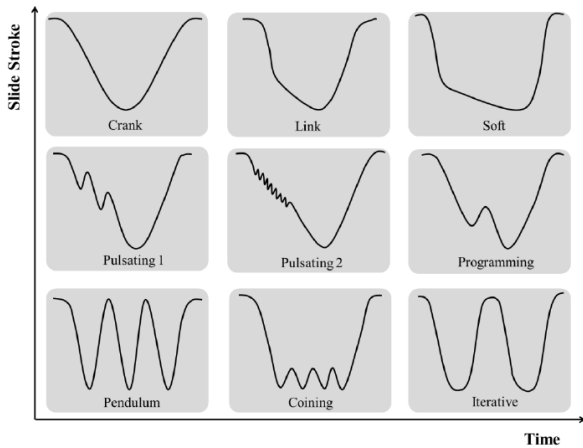 Slide Stroke
Crank
Link
Soft
Pulsating 1
Pulsating 2
Programming
Pendulum
Coining
Iterative
Time